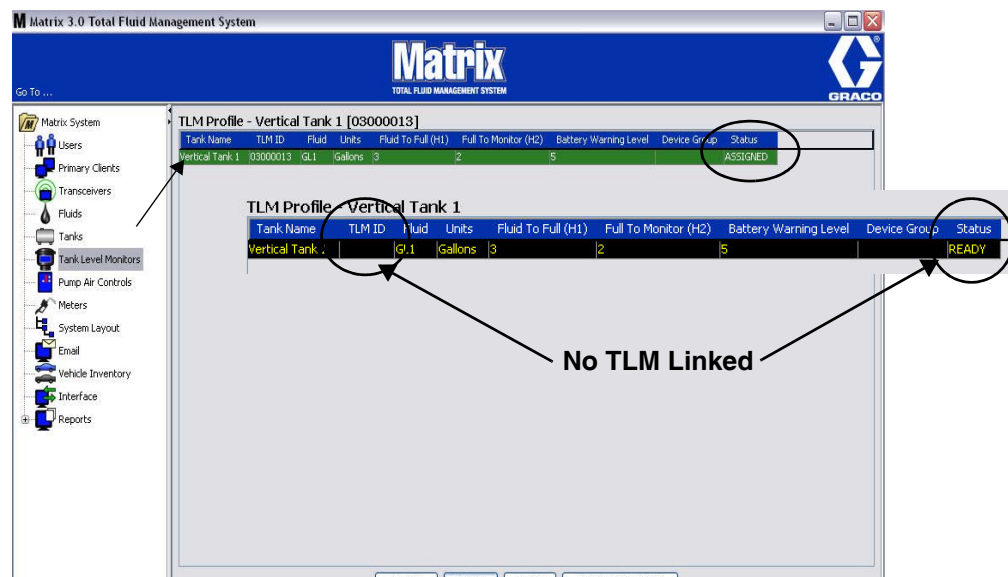 Matrix 3.0 Total Fluid Management System
Matrix
TOTAL FLUID MANAGEMENT SYSTEM
GRACO
Go To ...
Matrix System
Users
Primary Clients
Transceivers
Fluids
Tanks
Tank Level Monitors
Pump Air Controls
Meters
System Layout
Email
Vehicle Inventory
Interface
Reports
TLM Profile - Vertical Tank 1 [03000013]
Tank Name TLM ID Fluid Units Fluid To Full (H1) Full To Monitor (H2) Battery Warning Level Device Group Status
Vertical Tank 1 03000013 GL1 Gallons 3 2 5 ASSIGNED
TLM Profile - Vertical Tank 1
Tank Name TLM ID Fluid Units Fluid To Full (H1) Full To Monitor (H2) Battery Warning Level Device Group Status
Vertical Tank GL1 Gallons 3 2 5 READY
No TLM Linked